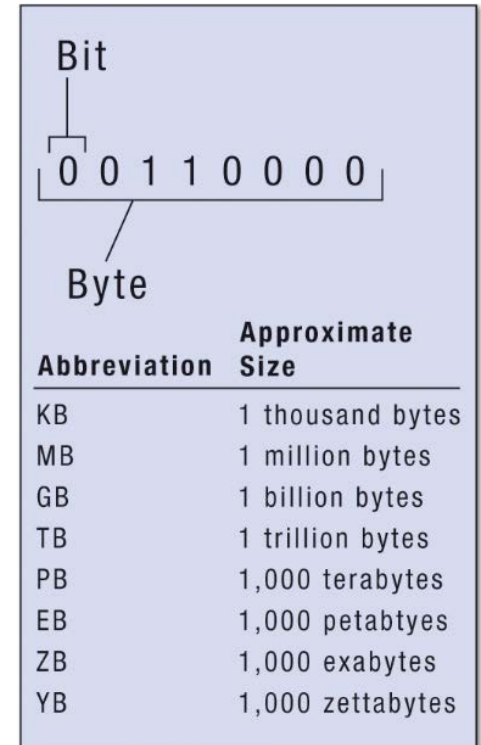 Bit
0 0 1 1 0 0 0 0
Byte
Approximate
Abbreviation Size
KB 1 thousand bytes
MB 1 million bytes
GB 1 billion bytes
TB 1 trillion bytes
PB 1,000 terabytes
EB 1,000 petabtyes
ZB 1,000 exabytes
YB 1,000 zettabytes